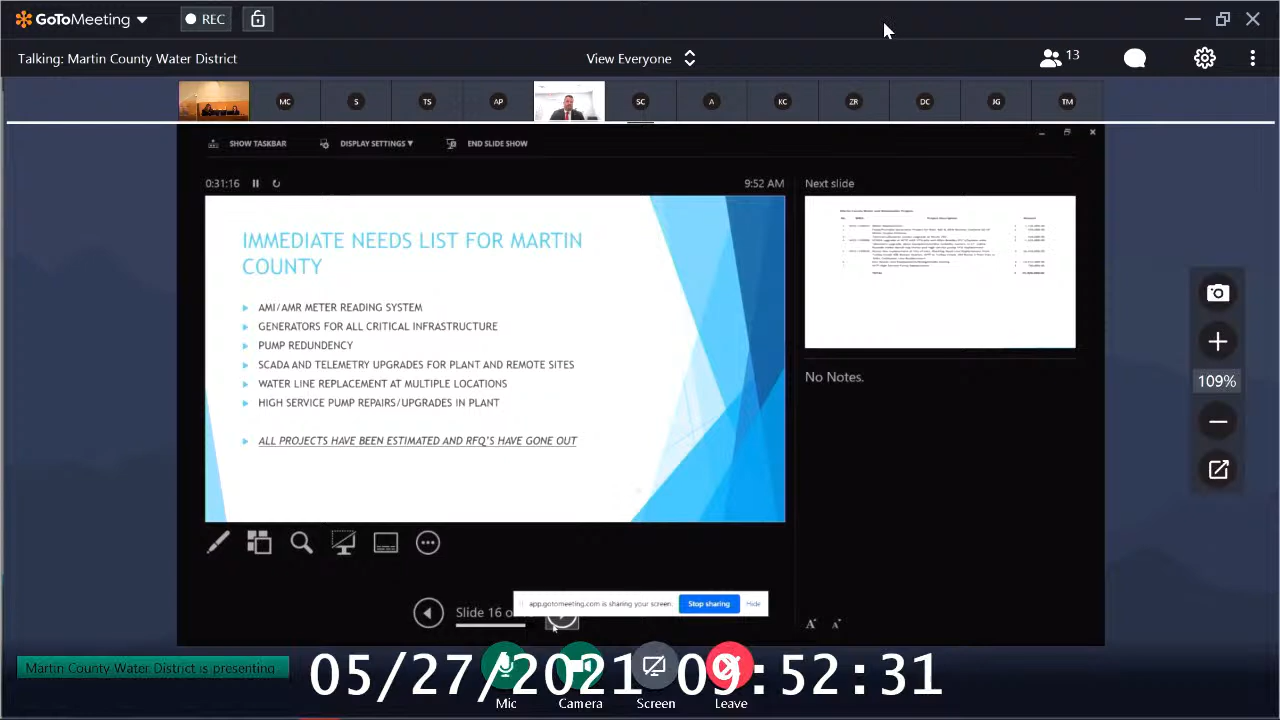 GoToMeeting
REC
Talking: Martin County Water District
View Everyone
13
MC
S
TS
AP
SC
A
KC
ZR
DC
JG
TM
SHOW TASKBAR
DISPLAY SETTINGS
END SLIDE SHOW
0:31:16
9:52 AM
Next slide
IMMEDIATE NEEDS LIST FOR MARTIN
COUNTY
AMI/AMR METER READING SYSTEM
GENERATORS FOR ALL CRITICAL INFRASTRUCTURE
PUMP REDUNDENCY
SCADA AND TELEMETRY UPGRADES FOR PLANT AND REMOTE SITES
WATER LINE REPLACEMENT AT MULTIPLE LOCATIONS
HIGH SERVICE PUMP REPAIRS/UPGRADES IN PLANT
ALL PROJECTS HAVE BEEN ESTIMATED AND RFQ'S HAVE GONE OUT
No Notes.
109%
Slide 16
app.gotomeeting.com is sharing your screen.
Stop sharing
Hide
Martin County Water District is presenting
05/27/2021 09:52:31
Mic
Camera
Screen
Leave